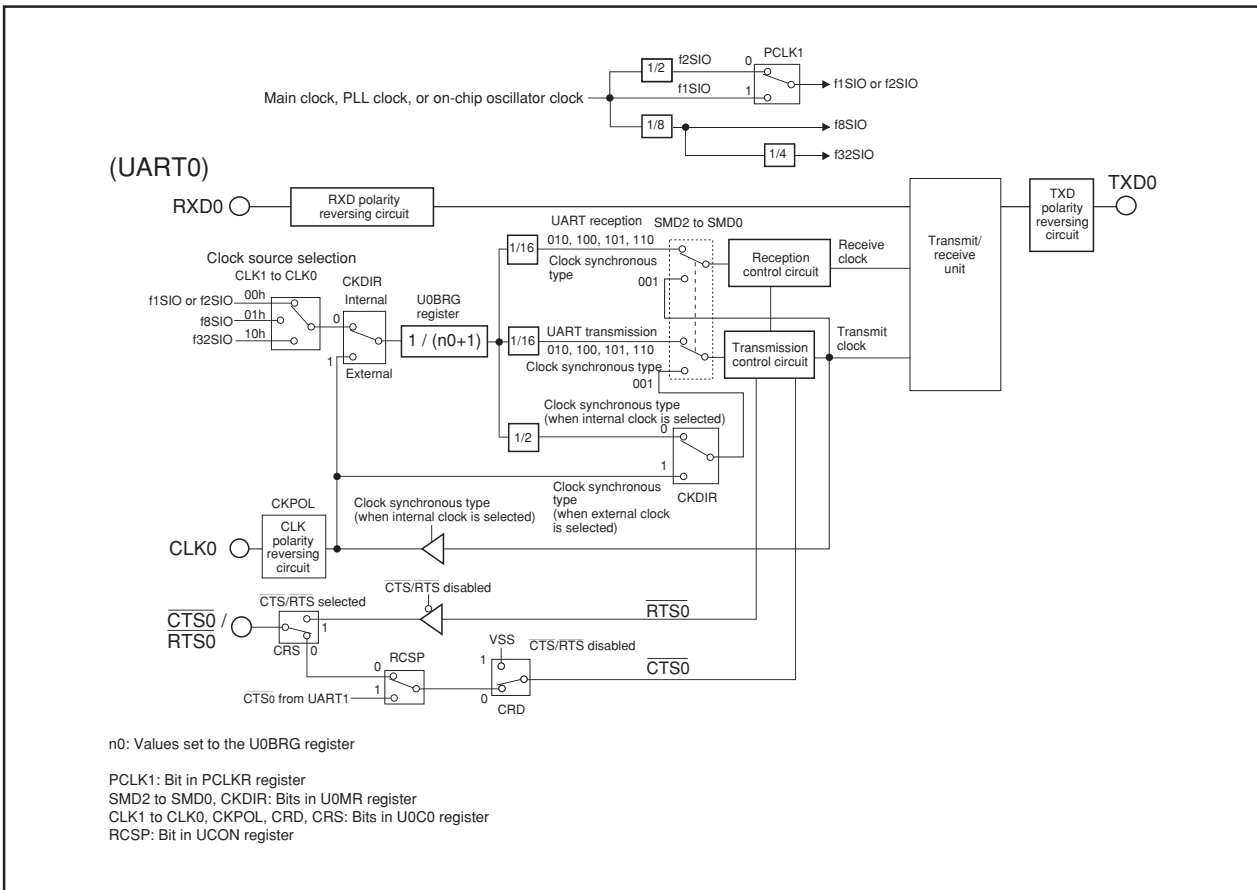 PCLK1
f2SIO
0
1/2
f1SIO or f2SIO
Main clock, PLL clock, or on-chip oscillator clock
f1SIO
1
1/8
f8SIO
1/4
f32SIO
(UART0)
RXD0
RXD polarity
reversing circuit
TXD0
TXD
polarity
reversing
circuit
Transmit/
receive
unit
UART reception
SMD2 to SMD0
1/16
010, 100, 101, 110
Clock synchronous
type
001
Reception
control circuit
Receive
clock
Clock source selection
CLK1 to CLK0
f1SIO or f2SIO
00h
f8SIO
01h
f32SIO
10h
CKDIR
Internal
0
1
External
U0BRG
register
1 / (n0+1)
1/16
UART transmission
010, 100, 101, 110
Clock synchronous type
001
Transmission
control circuit
Transmit
clock
Clock synchronous type
(when internal clock is selected)
1/2
0
1
CKDIR
Clock synchronous
type
(when external clock
is selected)
CKPOL
CLK0
CLK
polarity
reversing
circuit
Clock synchronous type
(when internal clock is selected)
CTS/RTS disabled
CTS/RTS selected
CTS0 /
RTS0
1
CRS
0
RTS0
VSS
CTS/RTS disabled
RCSP
0
1
1
CTS0
CTS0 from UART1
0
CRD
n0: Values set to the U0BRG register
PCLK1: Bit in PCLKR register
SMD2 to SMD0, CKDIR: Bits in U0MR register
CLK1 to CLK0, CKPOL, CRD, CRS: Bits in U0C0 register
RCSP: Bit in UCON register